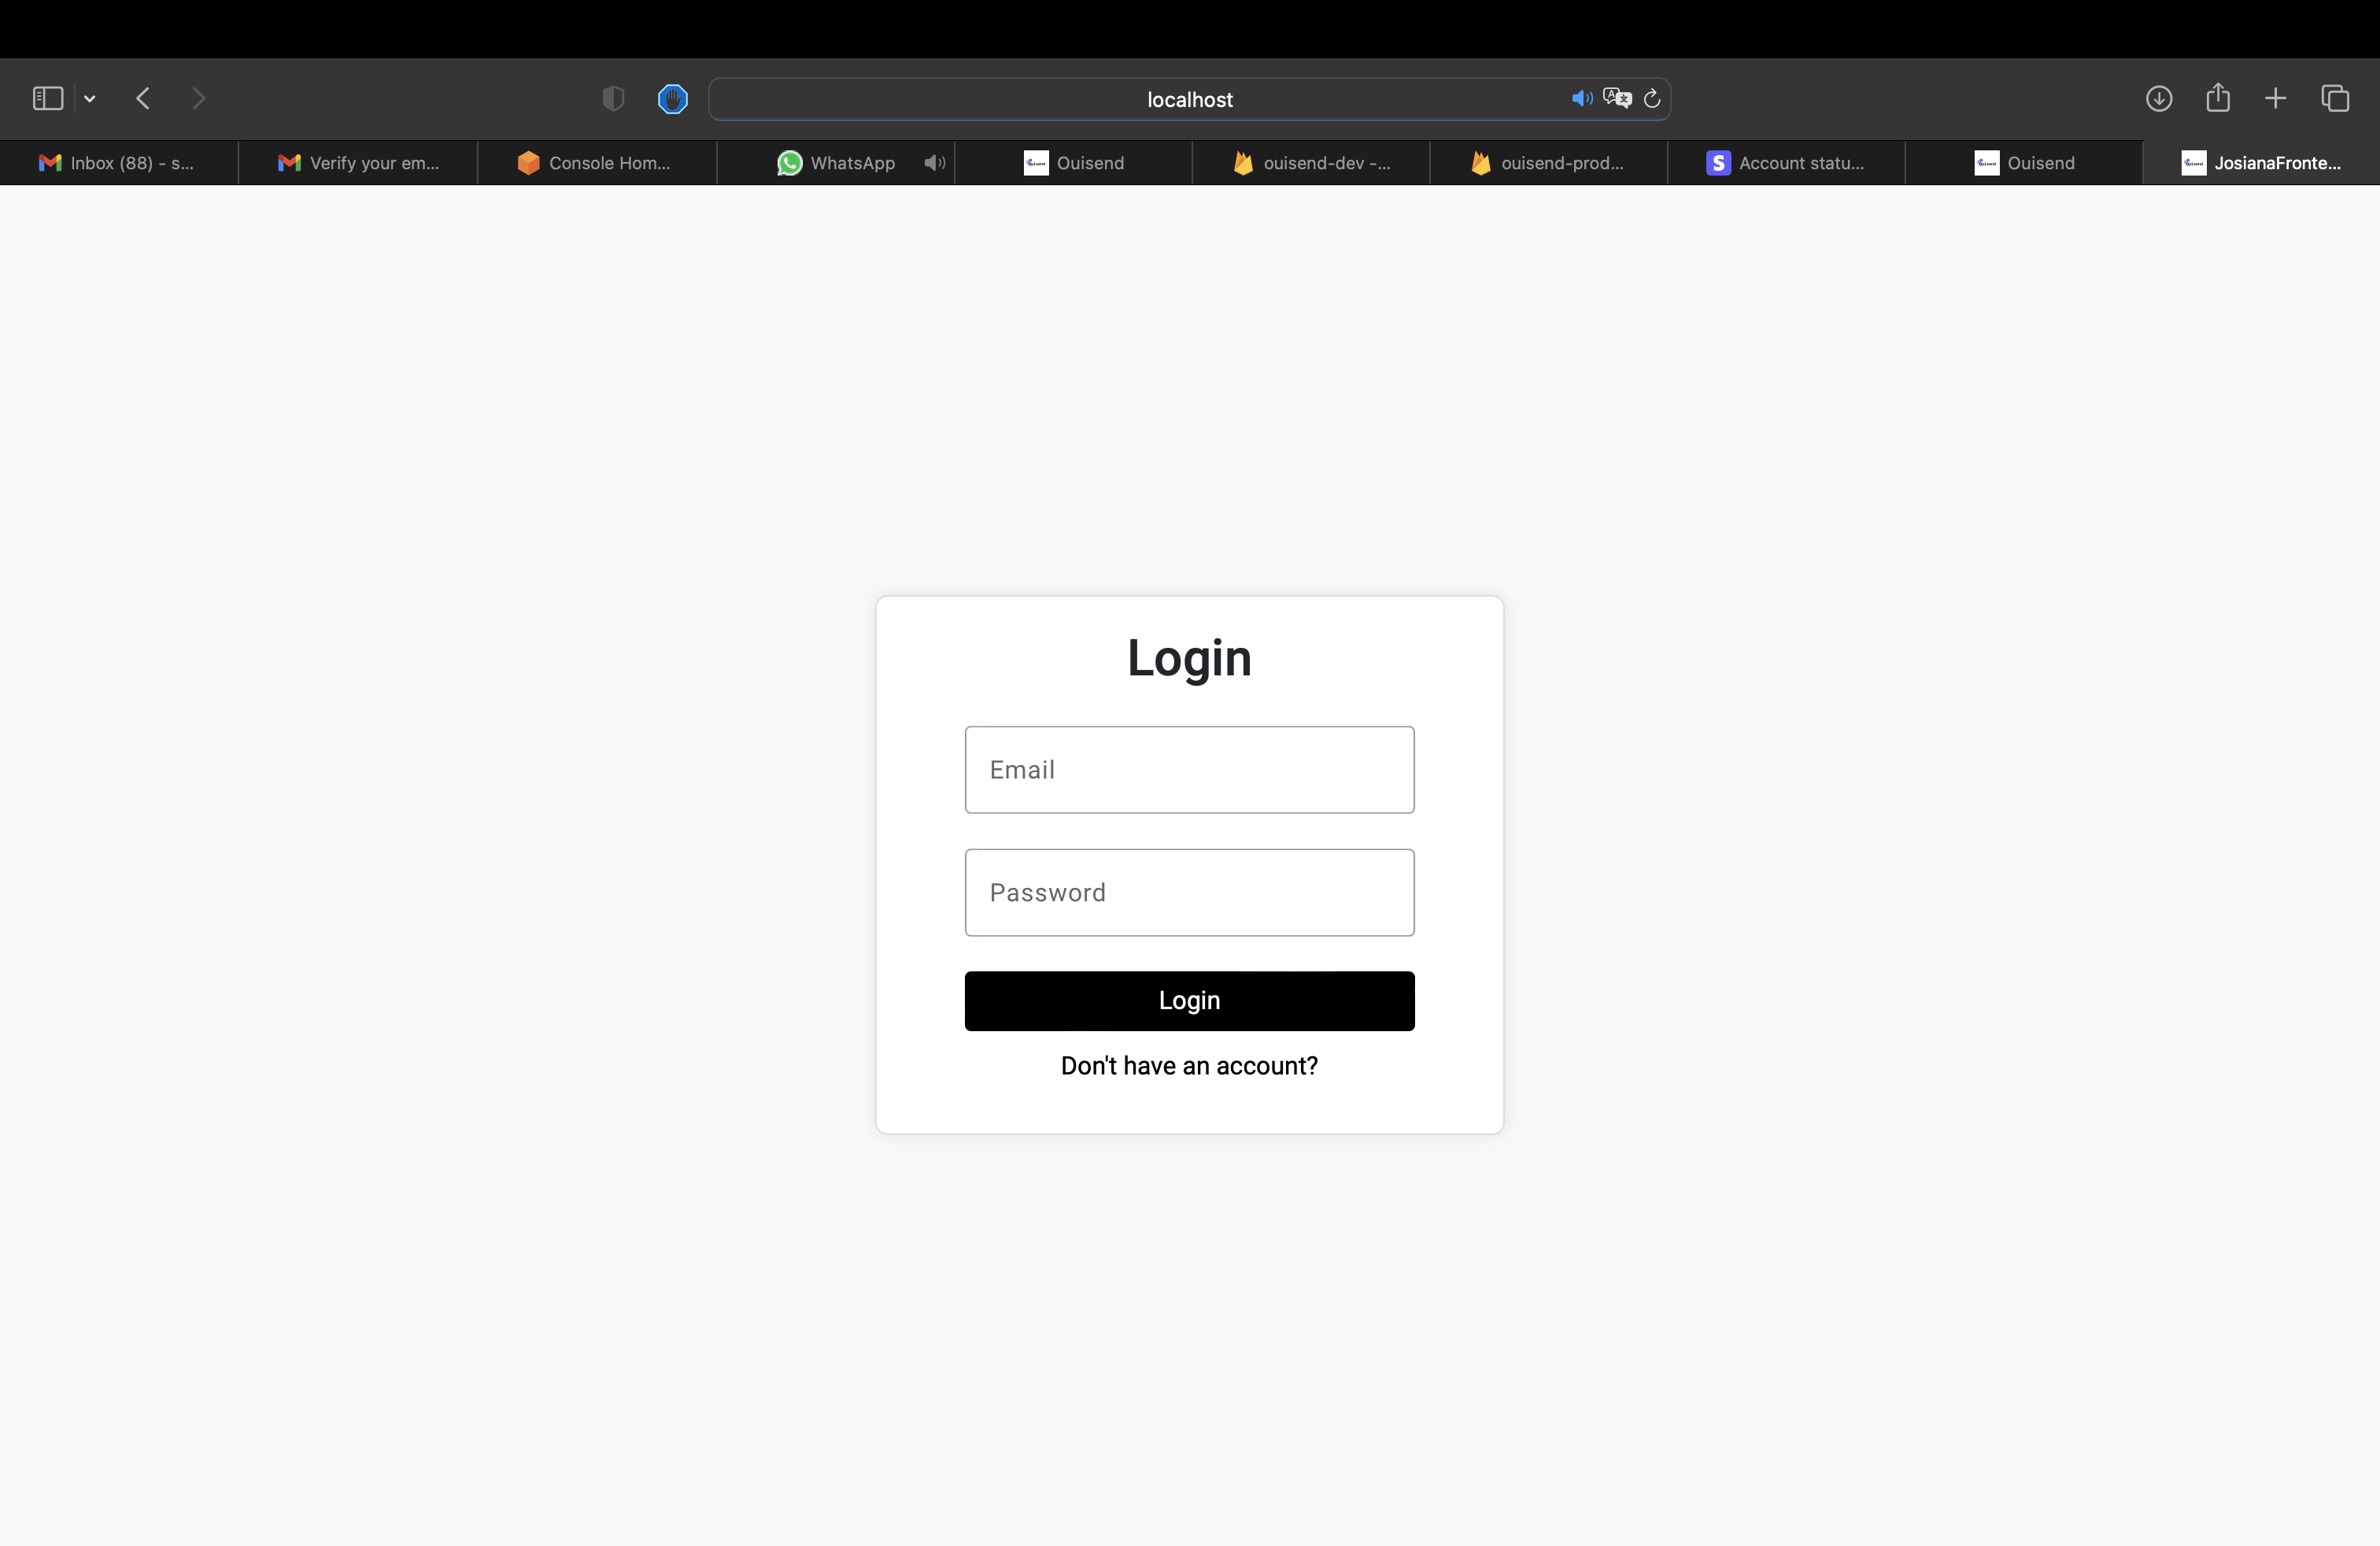 localhost
Inbox (88) - s...
Verify your em...
Console Hom...
WhatsApp
Ouisend
ouisend-dev -...
ouisend-prod...
S
Account statu...
Ouisend
JosianaFronte...
Login
Email
Password
Login
Don't have an account?